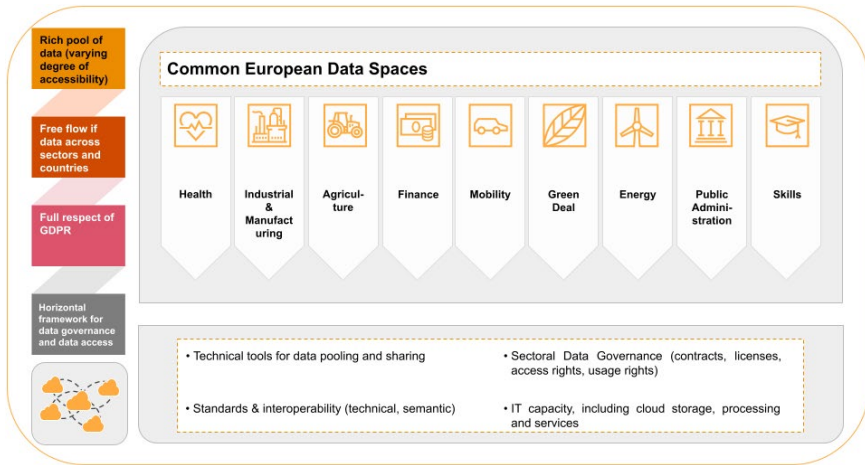 Rich pool of
data (varying
degree of
accessibility)
Free flow if
data across
sectors and
countries
Full respect of
GDPR
Horizontal
framework for
data governance
and data access
Common European Data Spaces
Health
Industrial
&
Manufact
uring
Agricul-
ture
Finance
Mobility
Green
Deal
Energy
Public
Admini-
stration
Skills
• Technical tools for data pooling and sharing
• Standards & interoperability (technical, semantic)
• Sectoral Data Governance (contracts, licenses,
access rights, usage rights)
• IT capacity, including cloud storage, processing
and services